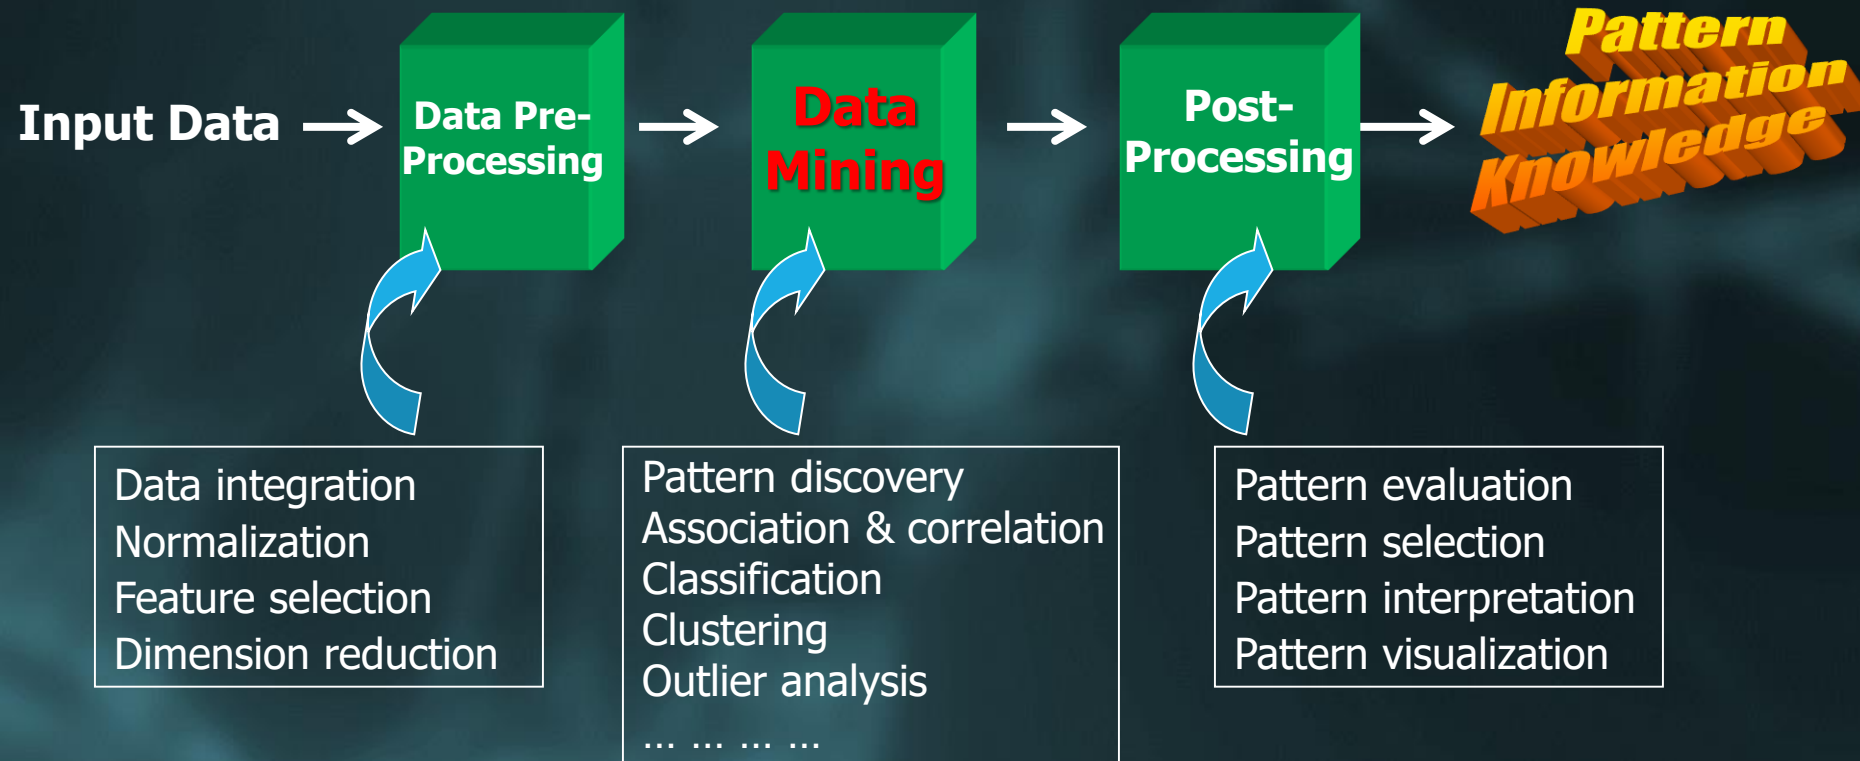 Input Data
Data Pre-
Processing
Data
Mining
Post-
Processing
Pattern
Information
Knowledge
Data integration
Normalization
Feature selection
Dimension reduction
Pattern discovery
Association & correlation
Classification
Clustering
Outlier analysis
… … … …
Pattern evaluation
Pattern selection
Pattern interpretation
Pattern visualization